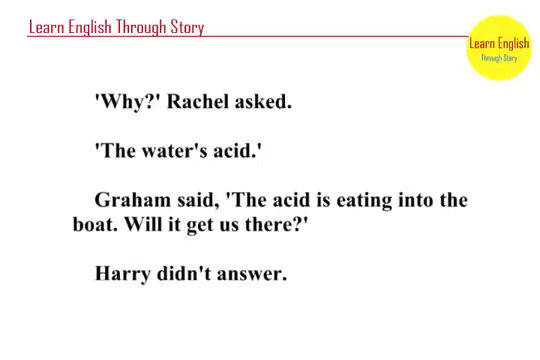 Learn English Through Story
Learn English
Through Story
'Why?' Rachel asked.
'The water's acid.'
Graham said, 'The acid is eating into the
boat. Will it get us there?'
Harry didn't answer.